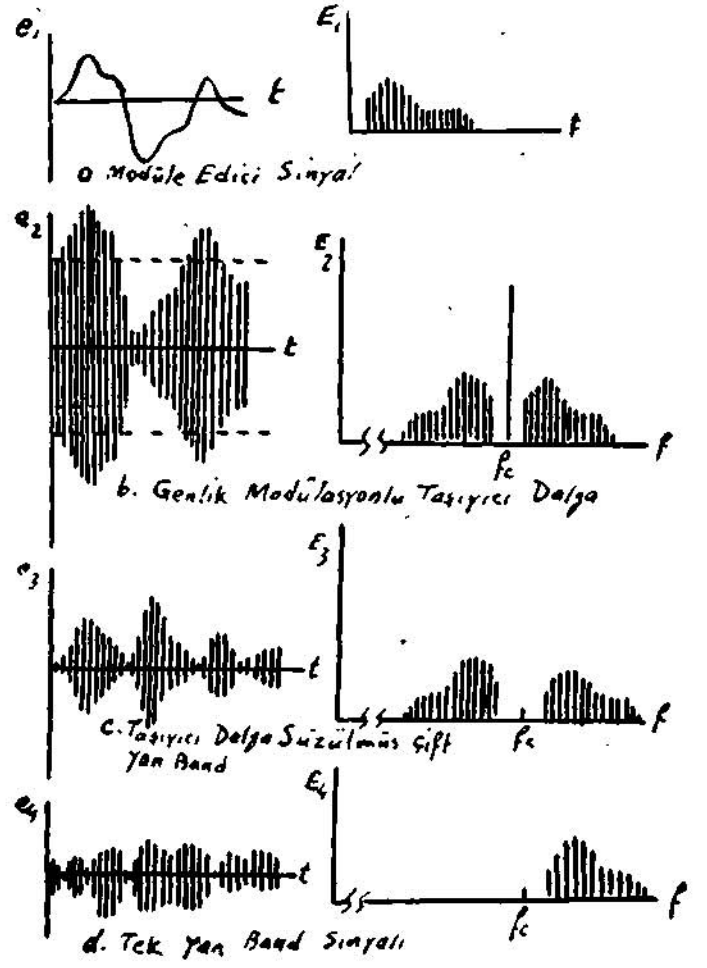 e₁
t
E₁
f
a Modüle Edici Sinyal
e₂
t
E₂
f
fc
b. Genlik Modülasyonlu Taşıyıcı Dalga
e₃
t
E₃
f
fc
c. Taşıyıcı Dalga Süzülmüş Çift
Yan Band
e₄
t
E₄
f
fc
d. Tek Yan Band Sinyali